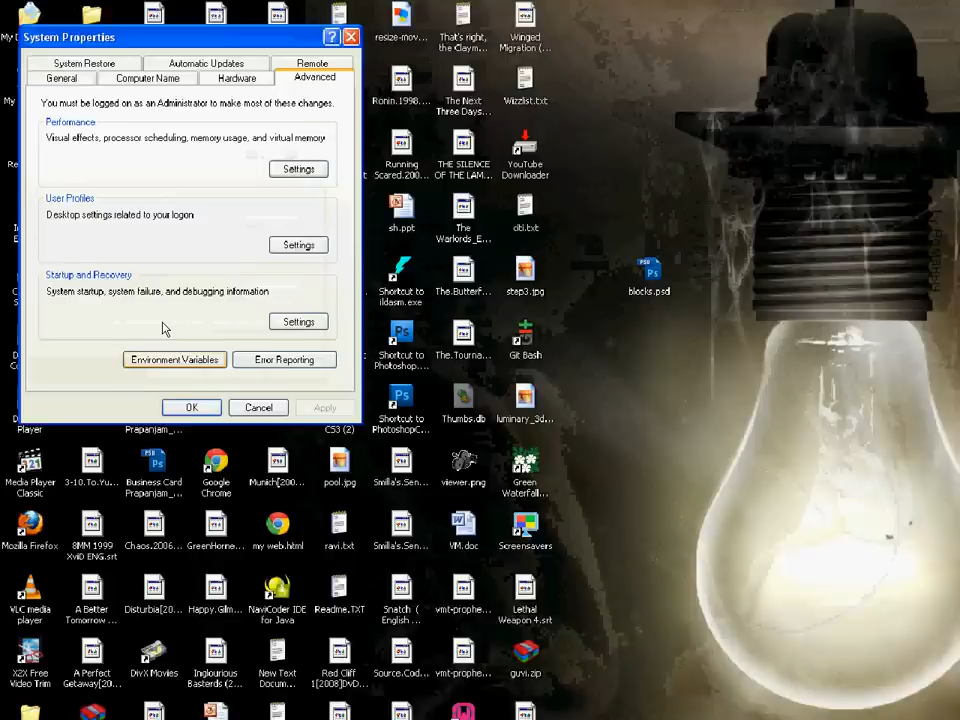 System Properties
System Restore
Automatic Updates
Remote
General
Computer Name
Hardware
Advanced
You must be logged on as an Administrator to make most of these changes.
Performance
Visual effects, processor scheduling, memory usage, and virtual memory
Settings
User Profiles
Desktop settings related to your logon
Settings
Startup and Recovery
System startup, system failure, and debugging information
Settings
Environment Variables
Error Reporting
OK
Cancel
Apply
resize-mov...
That's right, the Claym...
Winged Migration (...
Ronin.1998....
The Next Three Days...
Wizzlist.txt
Running Scared.200...
THE SILENCE OF THE LAM...
YouTube Downloader
sh.ppt
The Warlords_E...
citi.txt
Shortcut to ildasm.exe
The.Butterf...
step3.jpg
blocks.psd
Shortcut to Photoshop....
The.Tourna...
Git Bash
Player
Prapanjam_...
CS3 (2)
Shortcut to PhotoshopC...
Thumbs.db
luminary_3d...
Media Player Classic
3-10.To.Yu...
Business Card Prapanjam_...
Google Chrome
Munich[200...
pool.jpg
Smilla's.Sen...
viewer.png
Green Waterfall...
Mozilla Firefox
8MM 1999 XviD ENG.srt
Chaos.2006...
GreenHorne...
my web.html
ravi.txt
Smilla's.Sen...
VM.doc
Screensavers
VLC media player
A Better Tomorrow ...
Disturbia[20...
Happy.Gilm...
NaviCoder IDE for Java
Readme.TXT
Snatch ( English ...
vmt-prophe...
Lethal Weapon 4.srt
X2X Free Video Trim
A Perfect Getaway[20...
DivX Movies
Inglourious Basterds (2...
New Text Docum...
Red Cliff 1[2008]DvD...
Source.Cod...
vmt-prophe...
guvi.zip